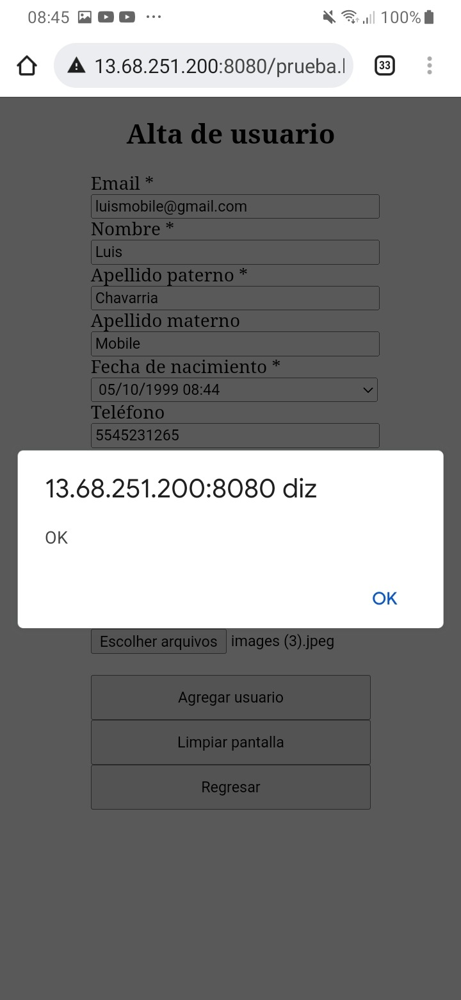 08:45 100%
13.68.251.200:8080/prueba.
33
Alta de usuario
Email *
luismobile@gmail.com
Nombre *
Luis
Apellido paterno *
Chavarria
Apellido materno
Mobile
Fecha de nacimiento *
05/10/1999 08:44
Teléfono
5545231265
13.68.251.200:8080 diz
OK
OK
Escolher arquivos images (3).jpeg
Agregar usuario
Limpiar pantalla
Regresar